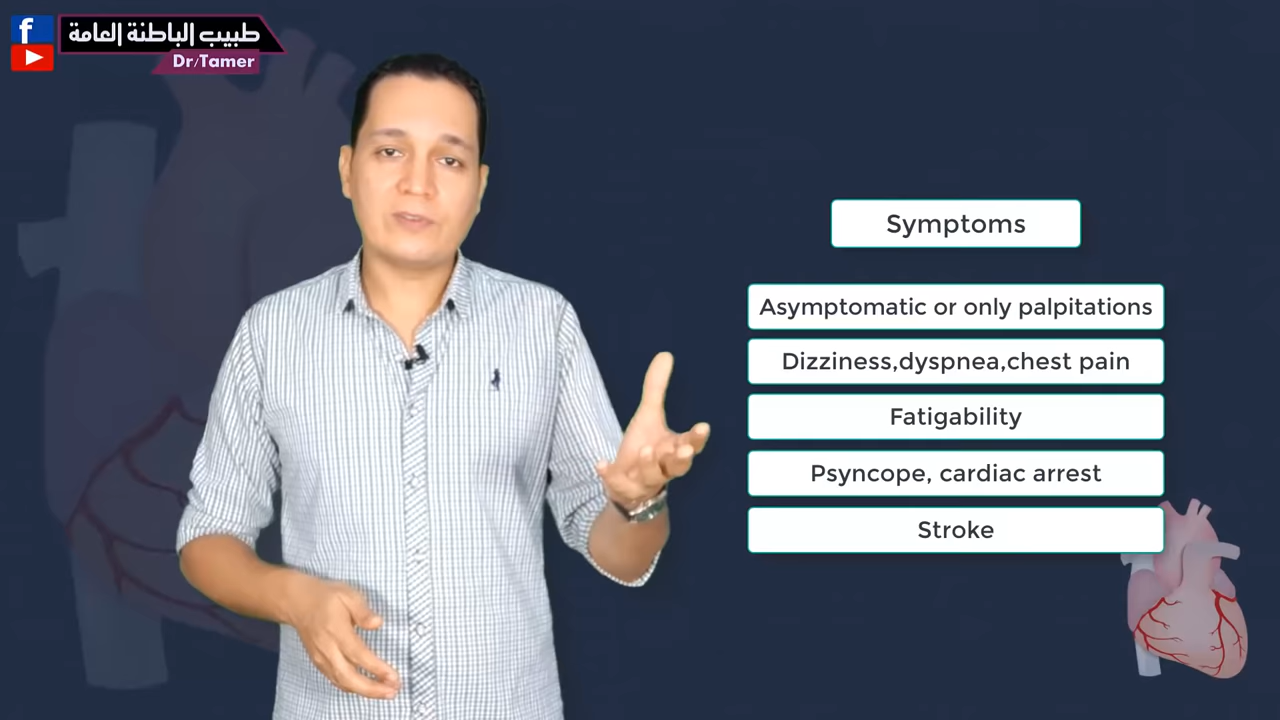 f
طبيب الباطنة العامة
Dr/Tamer
Symptoms
Asymptomatic or only palpitations
Dizziness,dyspnea,chest pain
Fatigability
Psyncope, cardiac arrest
Stroke